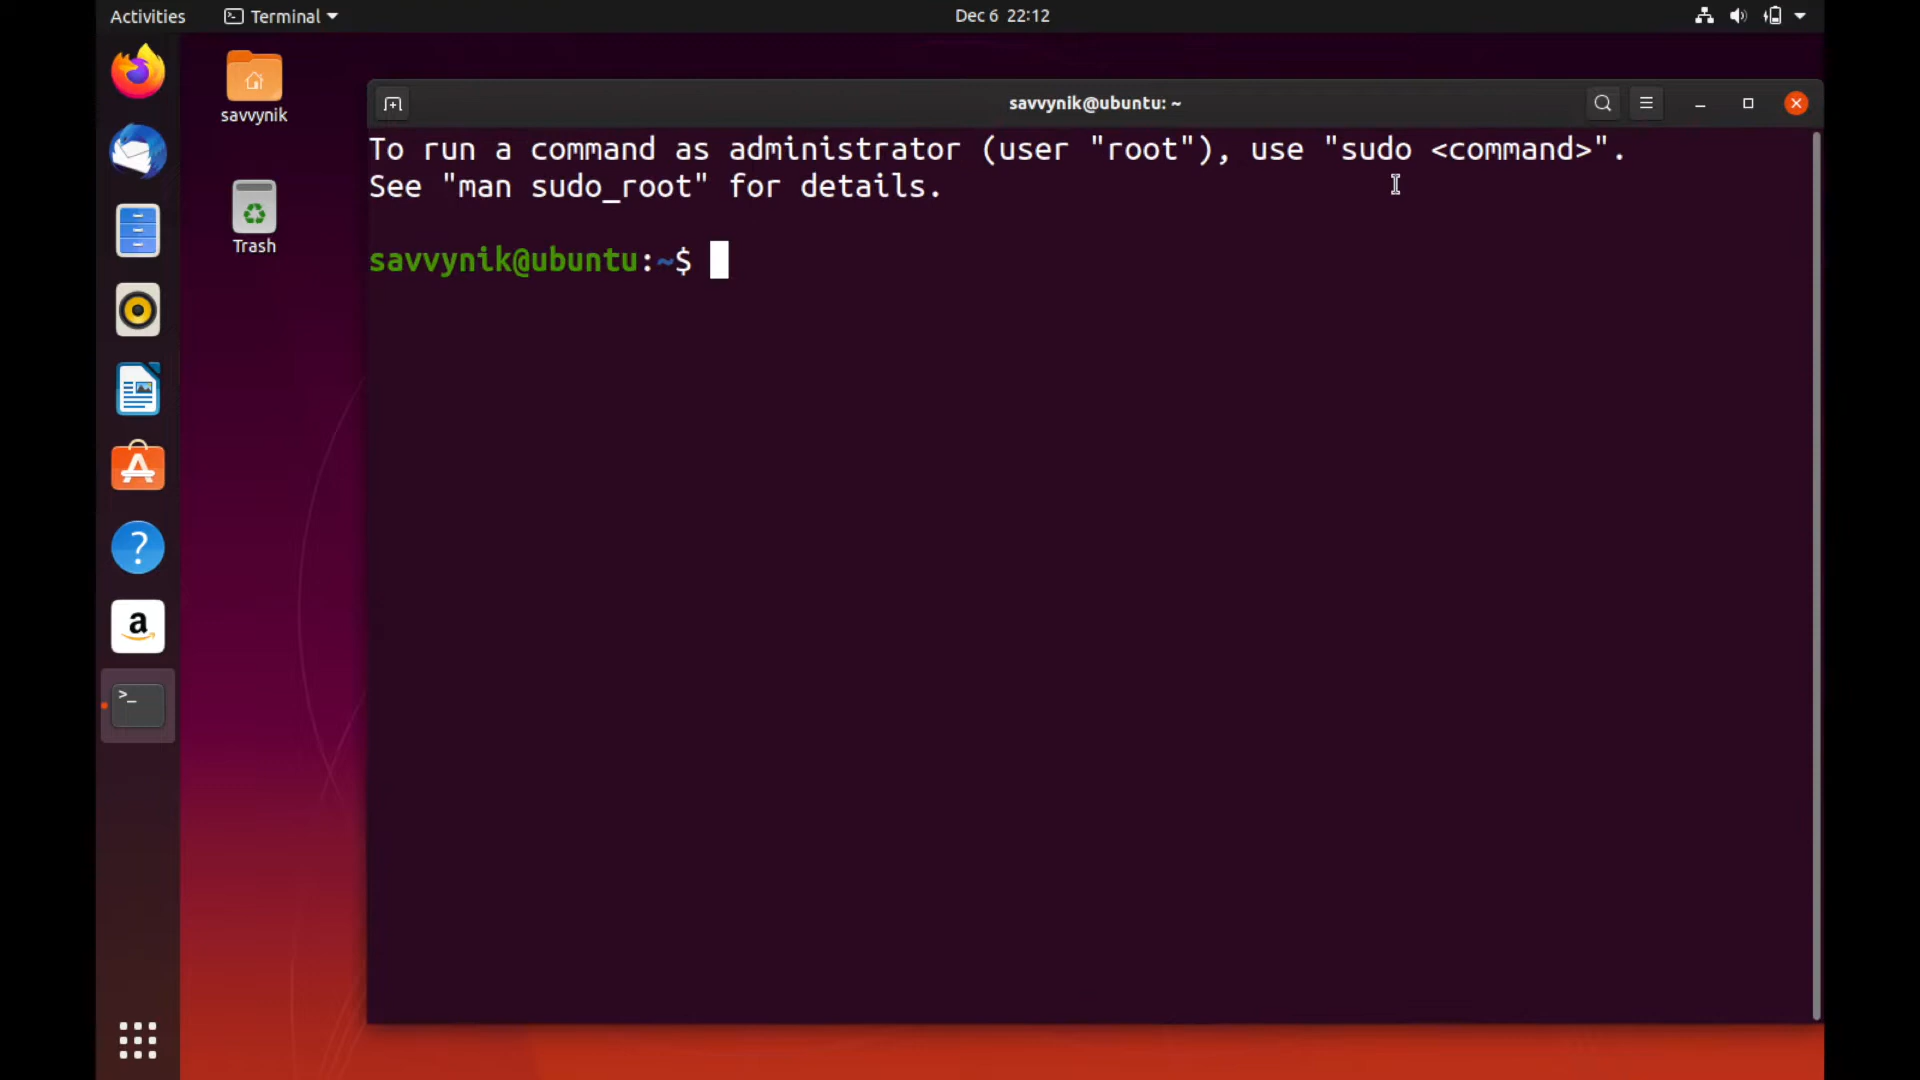 Activities
Terminal
Dec 6 22:12
savvynik
Trash
savvynik@ubuntu: ~
To run a command as administrator (user "root"), use "sudo <command>".
See "man sudo_root" for details.
savvynik@ubuntu:~$